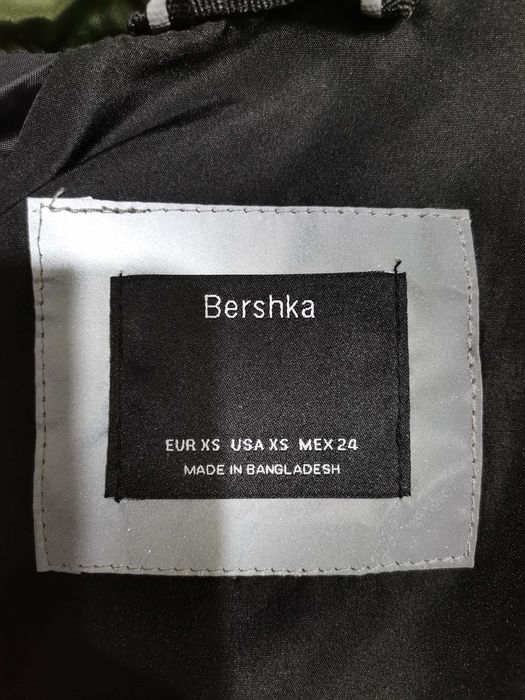 Bershka
EUR XS USA XS MEX 24
MADE IN BANGLADESH